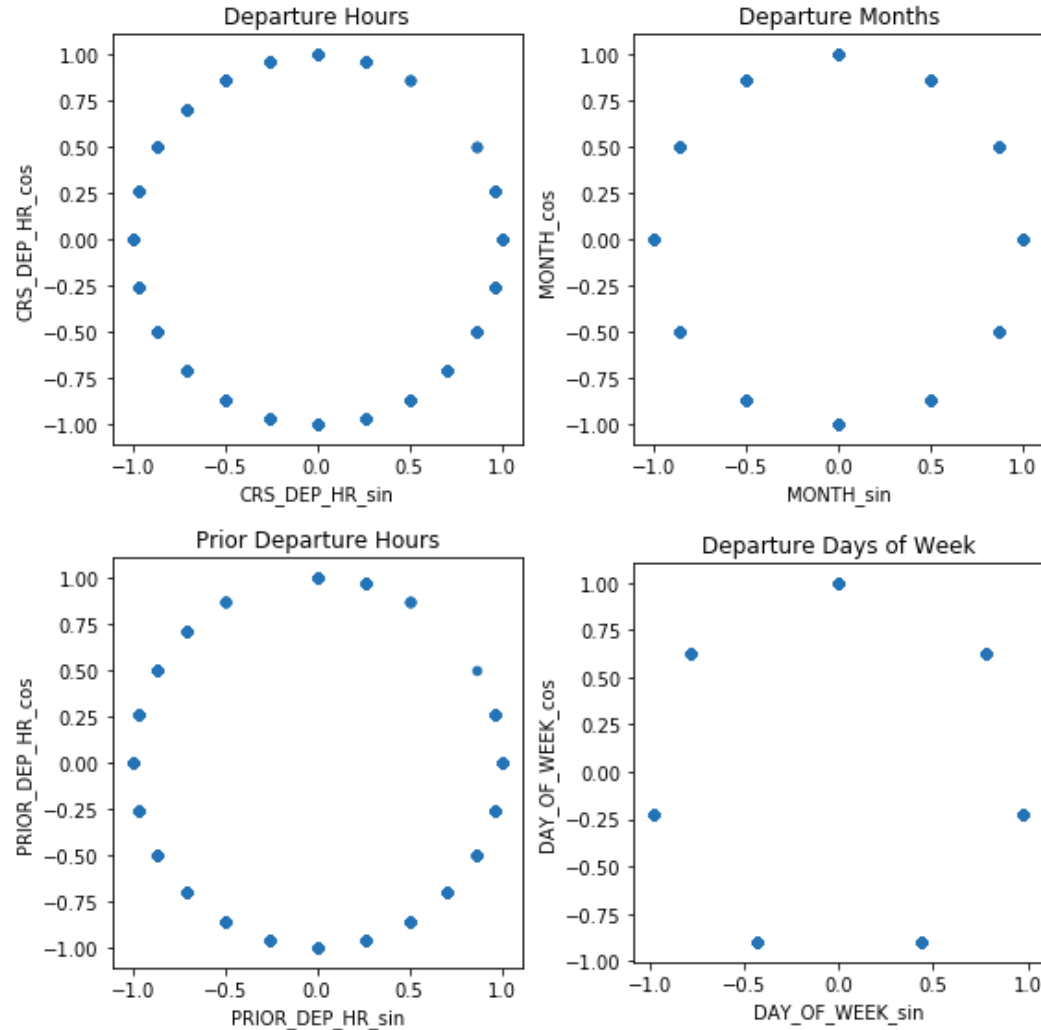 Departure Hours
CRS_DEP_HR_cos
1.00
0.75
0.50
0.25
0.00
−0.25
−0.50
−0.75
−1.00
−1.0 −0.5 0.0 0.5 1.0
CRS_DEP_HR_sin
Departure Months
MONTH_cos
1.00
0.75
0.50
0.25
0.00
−0.25
−0.50
−0.75
−1.00
−1.0 −0.5 0.0 0.5 1.0
MONTH_sin
Prior Departure Hours
PRIOR_DEP_HR_cos
1.00
0.75
0.50
0.25
0.00
−0.25
−0.50
−0.75
−1.00
−1.0 −0.5 0.0 0.5 1.0
PRIOR_DEP_HR_sin
Departure Days of Week
DAY_OF_WEEK_cos
1.00
0.75
0.50
0.25
0.00
−0.25
−0.50
−0.75
−1.00
−1.0 −0.5 0.0 0.5 1.0
DAY_OF_WEEK_sin